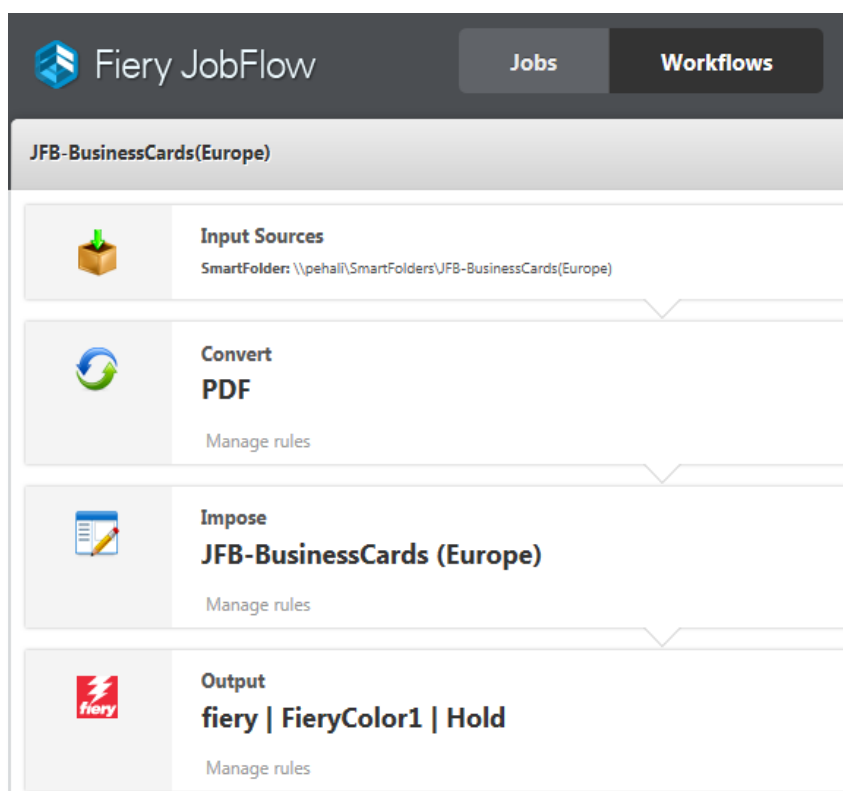 Fiery JobFlow
Jobs
Workflows
JFB-BusinessCards(Europe)
Input Sources
SmartFolder: \\pehali\SmartFolders\JFB-BusinessCards(Europe)
Convert
PDF
Manage rules
Impose
JFB-BusinessCards (Europe)
Manage rules
fiery
Output
fiery | FieryColor1 | Hold
Manage rules